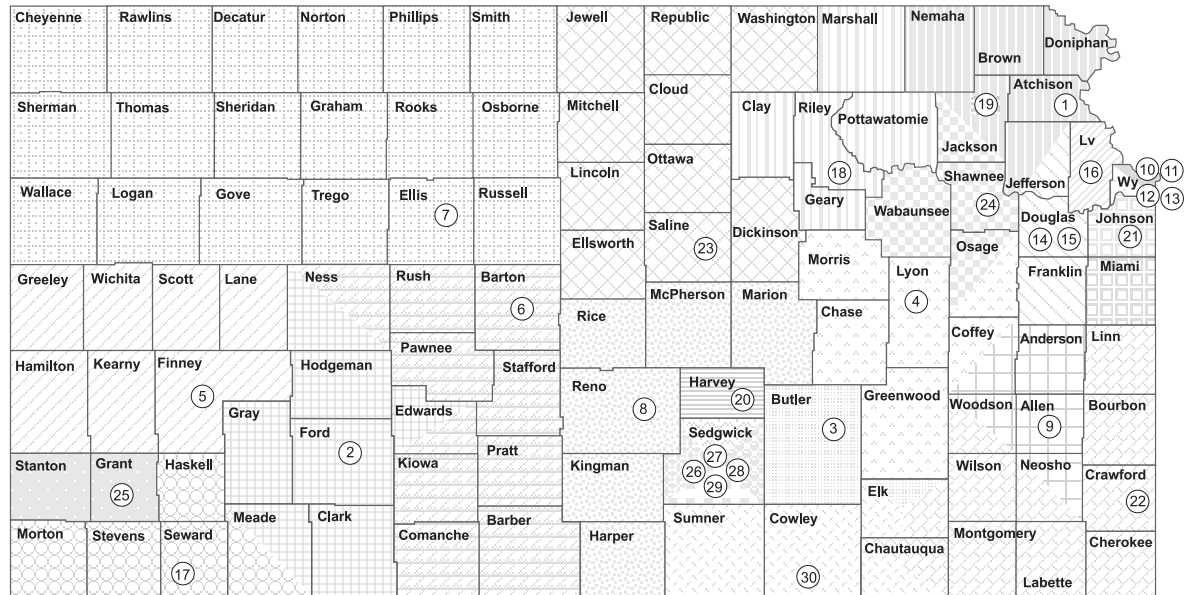 Cheyenne Rawlins Decatur Norton Phillips Smith Jewell Republic Washington Marshall Nemaha
Brown Doniphan
Sherman Thomas Sheridan Graham Rooks Osborne Mitchell Cloud Clay Riley Pottawatomie 19 Atchison 1
Jackson Lv
Wallace Logan Gove Trego Ellis Russell Lincoln Ottawa 18 Shawnee Jefferson 16 Wy 10 11
7 Geary Wabaunsee 24 12 13
Saline Dickinson Douglas Johnson
Ellsworth 23 Morris Osage 14 15 21
Greeley Wichita Scott Lane Ness Rush Barton McPherson Marion Lyon Franklin Miami
6 Rice Chase 4
Hamilton Kearny Finney Hodgeman Pawnee Stafford Coffey Anderson Linn
5 Reno Harvey Butler Greenwood
Gray Edwards 8 20 3 Woodson Allen Bourbon
Ford Sedgwick 9
2 27
Stanton Grant Haskell Kiowa Pratt Kingman 26 28 Wilson Neosho Crawford
25 29 Elk 22
Morton Stevens Seward Meade Clark Comanche Barber Harper Sumner Cowley Chautauqua Montgomery Cherokee
17 30 Labette